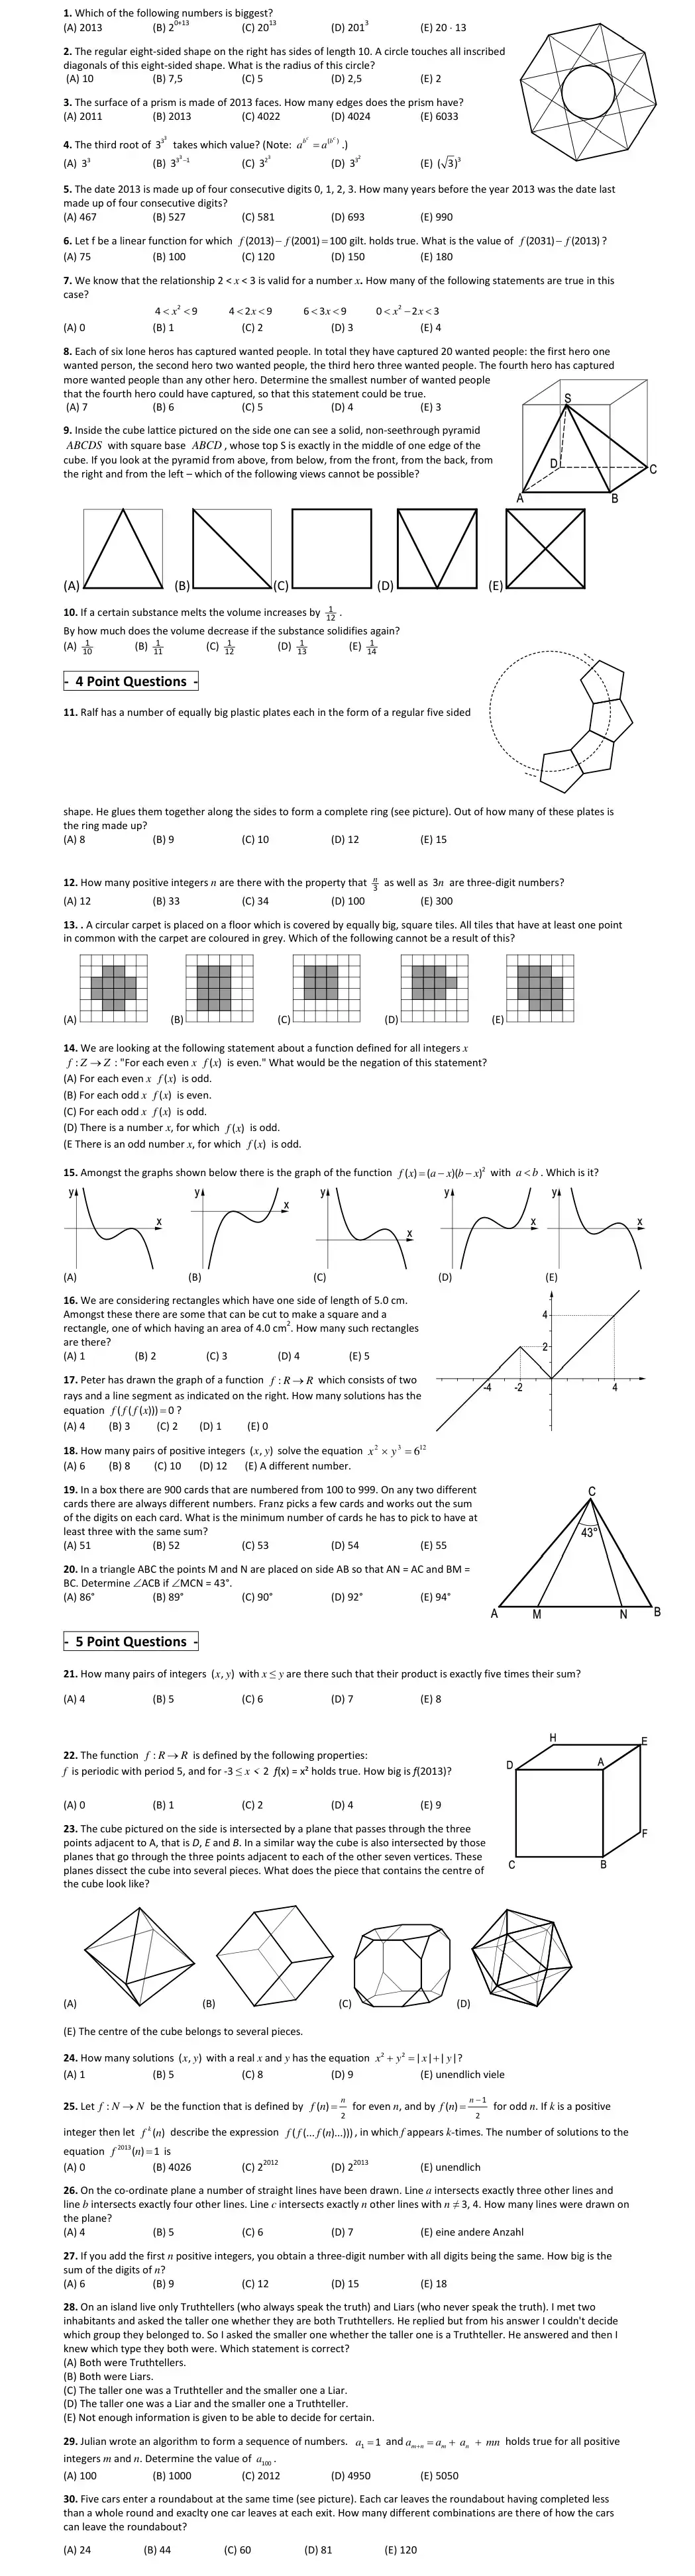 1. Which of the following numbers is biggest?
(A) 2013 (B) 2⁰⁺¹³ (C) 20¹³ (D) 201³ (E) 20 · 13
2. The regular eight-sided shape on the right has sides of length 10. A circle touches all inscribed
diagonals of this eight-sided shape. What is the radius of this circle?
(A) 10 (B) 7,5 (C) 5 (D) 2,5 (E) 2
3. The surface of a prism is made of 2013 faces. How many edges does the prism have?
(A) 2011 (B) 2013 (C) 4022 (D) 4024 (E) 6033
4. The third root of 3^{3^{3}} takes which value? (Note: a^{b^{c}} = a^{(b^{c})} .)
(A) 3³ (B) 3^{3^{3}-1} (C) 3^{2^{3}} (D) 3^{3^{2}} (E) (√3)³
5. The date 2013 is made up of four consecutive digits 0, 1, 2, 3. How many years before the year 2013 was the date last
made up of four consecutive digits?
(A) 467 (B) 527 (C) 581 (D) 693 (E) 990
6. Let f be a linear function for which f(2013)− f(2001)=100 gilt. holds true. What is the value of f(2031)− f(2013)?
(A) 75 (B) 100 (C) 120 (D) 150 (E) 180
7. We know that the relationship 2 < x < 3 is valid for a number x. How many of the following statements are true in this
case?
4 < x² < 9 4 < 2x < 9 6 < 3x < 9 0 < x² − 2x < 3
(A) 0 (B) 1 (C) 2 (D) 3 (E) 4
8. Each of six lone heros has captured wanted people. In total they have captured 20 wanted people: the first hero one
wanted person, the second hero two wanted people, the third hero three wanted people. The fourth hero has captured
more wanted people than any other hero. Determine the smallest number of wanted people
that the fourth hero could have captured, so that this statement could be true.
(A) 7 (B) 6 (C) 5 (D) 4 (E) 3
9. Inside the cube lattice pictured on the side one can see a solid, non-seethrough pyramid
ABCDS with square base ABCD , whose top S is exactly in the middle of one edge of the
cube. If you look at the pyramid from above, from below, from the front, from the back, from
the right and from the left – which of the following views cannot be possible?
S
D
C
A B
(A) (B) (C) (D) (E)
10. If a certain substance melts the volume increases by 1/12 .
By how much does the volume decrease if the substance solidifies again?
(A) 1/10 (B) 1/11 (C) 1/12 (D) 1/13 (E) 1/14
- 4 Point Questions -
11. Ralf has a number of equally big plastic plates each in the form of a regular five sided
shape. He glues them together along the sides to form a complete ring (see picture). Out of how many of these plates is
the ring made up?
(A) 8 (B) 9 (C) 10 (D) 12 (E) 15
12. How many positive integers n are there with the property that n/3 as well as 3n are three-digit numbers?
(A) 12 (B) 33 (C) 34 (D) 100 (E) 300
13. . A circular carpet is placed on a floor which is covered by equally big, square tiles. All tiles that have at least one point
in common with the carpet are coloured in grey. Which of the following cannot be a result of this?
(A) (B) (C) (D) (E)
14. We are looking at the following statement about a function defined for all integers x
f : Z → Z : "For each even x f(x) is even." What would be the negation of this statement?
(A) For each even x f(x) is odd.
(B) For each odd x f(x) is even.
(C) For each odd x f(x) is odd.
(D) There is a number x, for which f(x) is odd.
(E There is an odd number x, for which f(x) is odd.
15. Amongst the graphs shown below there is the graph of the function f(x)=(a−x)(b−x)² with a<b . Which is it?
y y y y y
x x x x x
(A) (B) (C) (D) (E)
16. We are considering rectangles which have one side of length of 5.0 cm.
Amongst these there are some that can be cut to make a square and a
rectangle, one of which having an area of 4.0 cm². How many such rectangles
are there?
(A) 1 (B) 2 (C) 3 (D) 4 (E) 5
4
2
-4 -2 4
17. Peter has drawn the graph of a function f : R → R which consists of two
rays and a line segment as indicated on the right. How many solutions has the
equation f(f(f(x)))=0 ?
(A) 4 (B) 3 (C) 2 (D) 1 (E) 0
18. How many pairs of positive integers (x, y) solve the equation x² × y³ = 6¹²
(A) 6 (B) 8 (C) 10 (D) 12 (E) A different number.
19. In a box there are 900 cards that are numbered from 100 to 999. On any two different
cards there are always different numbers. Franz picks a few cards and works out the sum
of the digits on each card. What is the minimum number of cards he has to pick to have at
least three with the same sum?
(A) 51 (B) 52 (C) 53 (D) 54 (E) 55
20. In a triangle ABC the points M and N are placed on side AB so that AN = AC and BM =
BC. Determine ∠ACB if ∠MCN = 43°.
(A) 86° (B) 89° (C) 90° (D) 92° (E) 94°
C
43°
A M N B
- 5 Point Questions -
21. How many pairs of integers (x, y) with x ≤ y are there such that their product is exactly five times their sum?
(A) 4 (B) 5 (C) 6 (D) 7 (E) 8
22. The function f : R → R is defined by the following properties:
f is periodic with period 5, and for -3 ≤ x < 2 f(x) = x² holds true. How big is f(2013)?
(A) 0 (B) 1 (C) 2 (D) 4 (E) 9
H E
D A
F
C B
23. The cube pictured on the side is intersected by a plane that passes through the three
points adjacent to A, that is D, E and B. In a similar way the cube is also intersected by those
planes that go through the three points adjacent to each of the other seven vertices. These
planes dissect the cube into several pieces. What does the piece that contains the centre of
the cube look like?
(A) (B) (C) (D)
(E) The centre of the cube belongs to several pieces.
24. How many solutions (x, y) with a real x and y has the equation x² + y² =| x |+| y |?
(A) 1 (B) 5 (C) 8 (D) 9 (E) unendlich viele
25. Let f : N → N be the function that is defined by f(n)= n/2 for even n, and by f(n)= (n−1)/2 for odd n. If k is a positive
integer then let f^k(n) describe the expression f(f(...f(n)...))) , in which f appears k-times. The number of solutions to the
equation f²⁰¹³(n)=1 is
(A) 0 (B) 4026 (C) 2²⁰¹² (D) 2²⁰¹³ (E) unendlich
26. On the co-ordinate plane a number of straight lines have been drawn. Line a intersects exactly three other lines and
line b intersects exactly four other lines. Line c intersects exactly n other lines with n ≠ 3, 4. How many lines were drawn on
the plane?
(A) 4 (B) 5 (C) 6 (D) 7 (E) eine andere Anzahl
27. If you add the first n positive integers, you obtain a three-digit number with all digits being the same. How big is the
sum of the digits of n?
(A) 6 (B) 9 (C) 12 (D) 15 (E) 18
28. On an island live only Truthtellers (who always speak the truth) and Liars (who never speak the truth). I met two
inhabitants and asked the taller one whether they are both Truthtellers. He replied but from his answer I couldn't decide
which group they belonged to. So I asked the smaller one whether the taller one is a Truthteller. He answered and then I
knew which type they both were. Which statement is correct?
(A) Both were Truthtellers.
(B) Both were Liars.
(C) The taller one was a Truthteller and the smaller one a Liar.
(D) The taller one was a Liar and the smaller one a Truthteller.
(E) Not enough information is given to be able to decide for certain.
29. Julian wrote an algorithm to form a sequence of numbers. a₁ =1 and aₘ₊ₙ = aₘ + aₙ + mn holds true for all positive
integers m and n. Determine the value of a₁₀₀ .
(A) 100 (B) 1000 (C) 2012 (D) 4950 (E) 5050
30. Five cars enter a roundabout at the same time (see picture). Each car leaves the roundabout having completed less
than a whole round and exaclty one car leaves at each exit. How many different combinations are there of how the cars
can leave the roundabout?
(A) 24 (B) 44 (C) 60 (D) 81 (E) 120